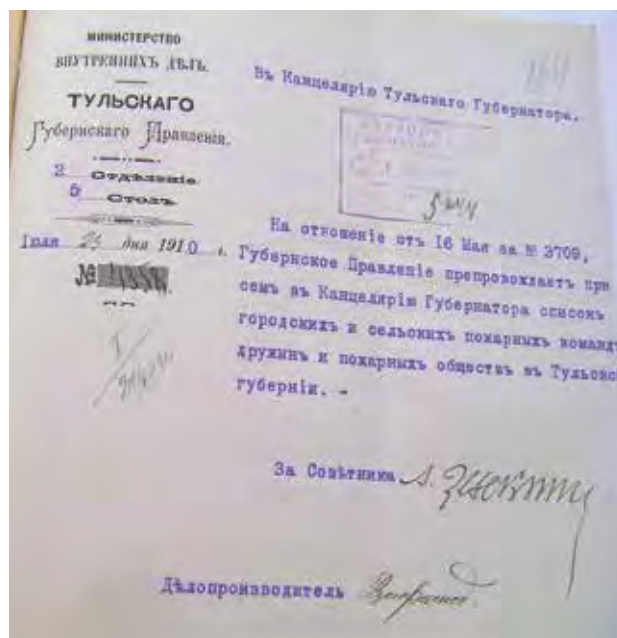 МИНИСТЕРСТВО
ВНУТРЕННИХЪ ДѢЛЪ.
ТУЛЬСКАГО
Губернскаго Правленія.
2 Отдѣленіе
5 Столъ
Іюля 24 дня 1910 г.
№
Въ Канцелярію Тульскаго Губернатора.
На отношеніе отъ 16 Мая за № 3709,
Губернское Правленіе препровождаетъ при
семъ въ Канцелярію Губернатора списокъ
городскихъ и сельскихъ пожарныхъ командъ
дружинъ и пожарныхъ обществъ въ Тульско
губерніи. -
За Совѣтника
Дѣлопроизводитель